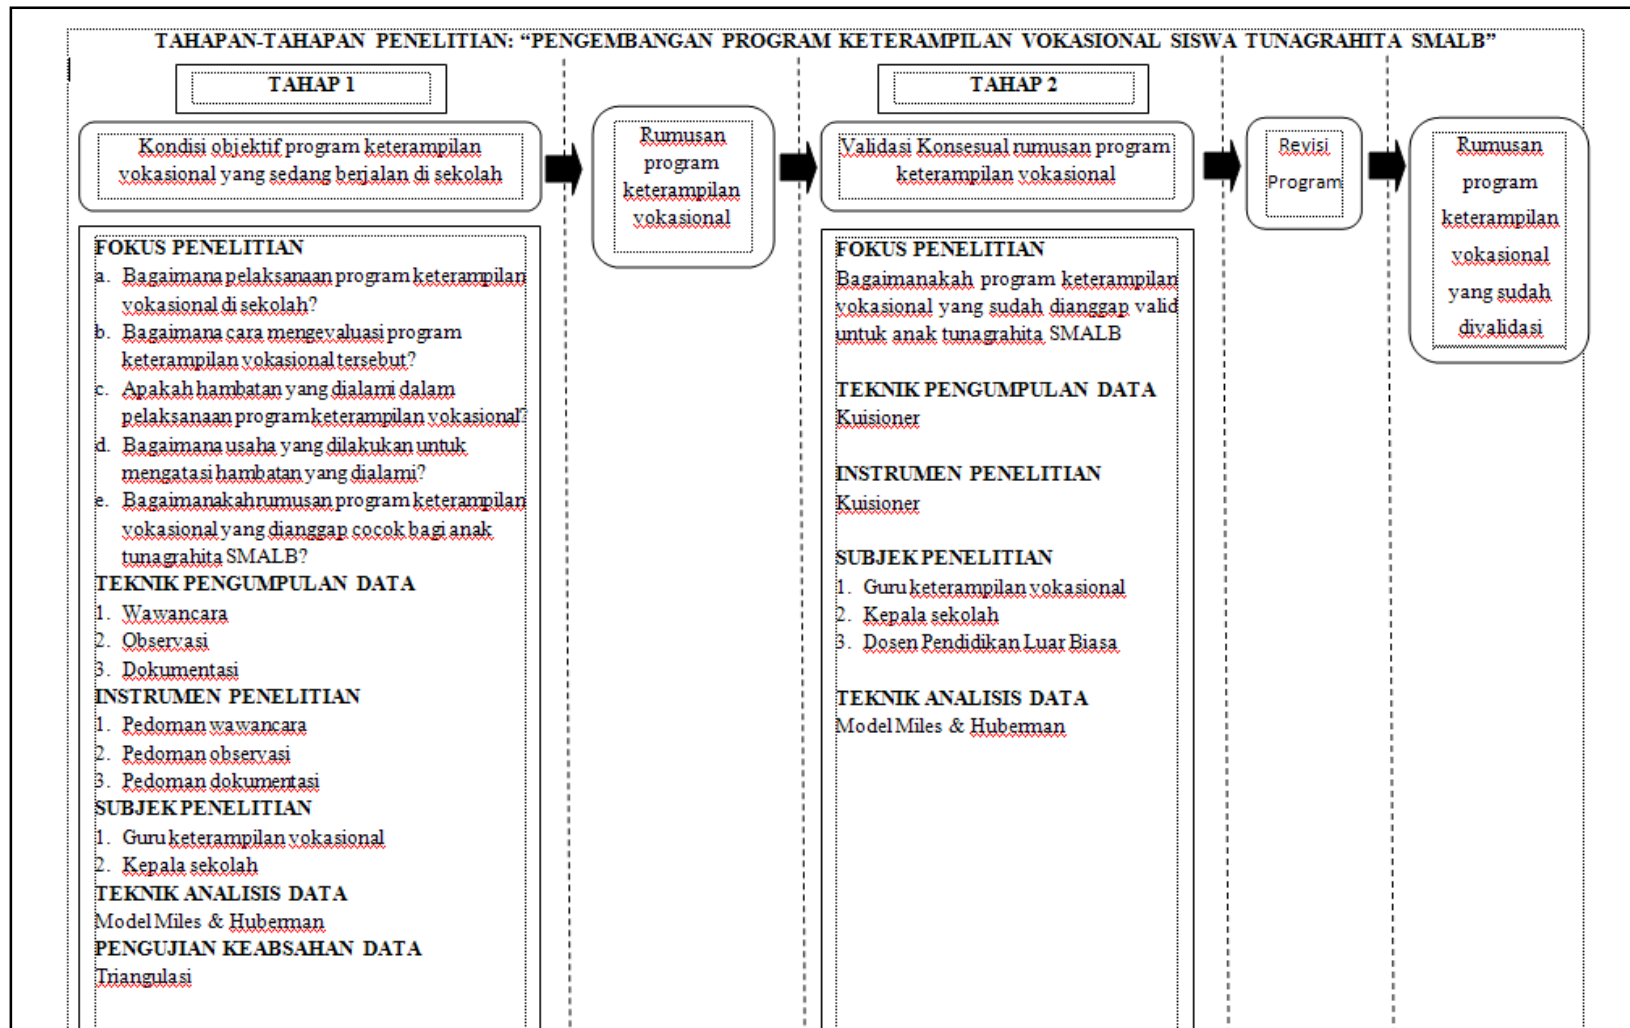 TAHAPAN-TAHAPAN PENELITIAN: “PENGEMBANGAN PROGRAM KETERAMPILAN VOKASIONAL SISWA TUNAGRAHITA SMALB”
TAHAP 1
Kondisi objektif program keterampilan
vokasional yang sedang berjalan di sekolah
FOKUS PENELITIAN
a. Bagaimana pelaksanaan program keterampilan
vokasional di sekolah?
b. Bagaimana cara mengevaluasi program
keterampilan vokasional tersebut?
c. Apakah hambatan yang dialami dalam
pelaksanaan program keterampilan vokasional?
d. Bagaimana usaha yang dilakukan untuk
mengatasi hambatan yang dialami?
e. Bagaimanakah rumusan program keterampilan
vokasional yang dianggap cocok bagi anak
tunagrahita SMALB?
TEKNIK PENGUMPULAN DATA
1. Wawancara
2. Observasi
3. Dokumentasi
INSTRUMEN PENELITIAN
1. Pedoman wawancara
2. Pedoman observasi
3. Pedoman dokumentasi
SUBJEK PENELITIAN
1. Guru keterampilan vokasional
2. Kepala sekolah
TEKNIK ANALISIS DATA
Model Miles & Huberman
PENGUJIAN KEABSAHAN DATA
Triangulasi
Rumusan
program
keterampilan
vokasional
TAHAP 2
Validasi Konsesual rumusan program
keterampilan vokasional
FOKUS PENELITIAN
Bagaimanakah program keterampilan
vokasional yang sudah dianggap valid
untuk anak tunagrahita SMALB
TEKNIK PENGUMPULAN DATA
Kuisioner
INSTRUMEN PENELITIAN
Kuisioner
SUBJEK PENELITIAN
1. Guru keterampilan vokasional
2. Kepala sekolah
3. Dosen Pendidikan Luar Biasa
TEKNIK ANALISIS DATA
Model Miles & Huberman
Revisi
Program
Rumusan
program
keterampilan
vokasional
yang sudah
divalidasi